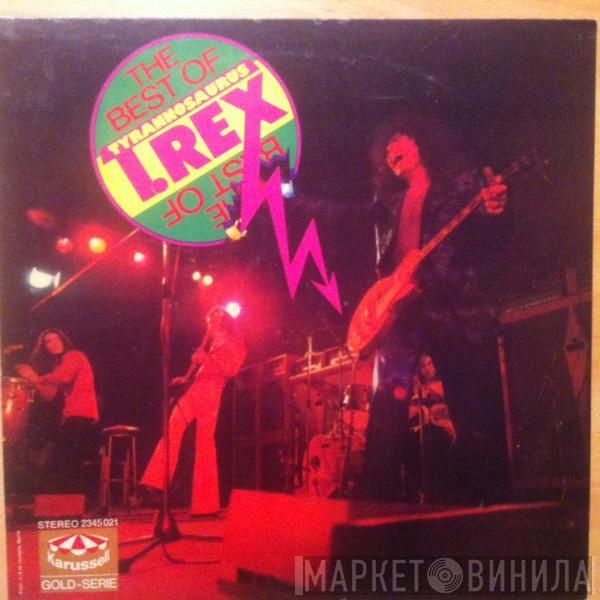 THE
BEST OF
TYRANNOSAURUS
T.REX
THE
BEST OF
STEREO 2345 021
Karussell
GOLD-SERIE
МАРКЕТ ВИНИЛА